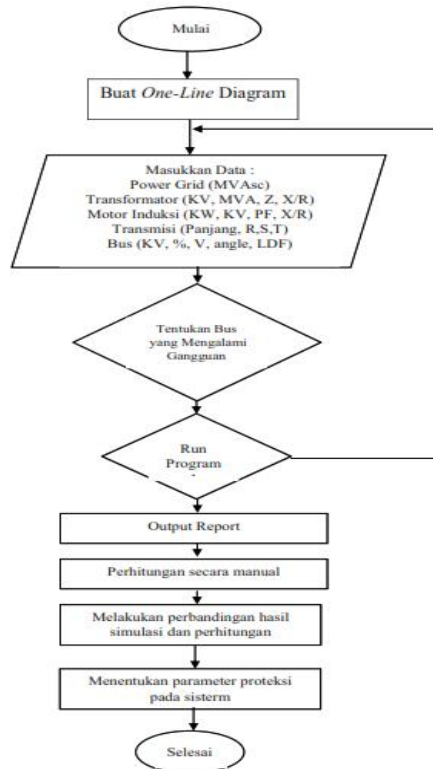 Mulai
Buat One-Line Diagram
Masukkan Data :
Power Grid (MVAsc)
Transformator (KV, MVA, Z, X/R)
Motor Induksi (KW, KV, PF, X/R)
Transmisi (Panjang, R,S,T)
Bus (KV, %, V, angle, LDF)
Tentukan Bus
yang Mengalami
Gangguan
Run
Program
Output Report
Perhitungan secara manual
Melakukan perbandingan hasil
simulasi dan perhitungan
Menentukan parameter proteksi
pada sisterm
Selesai